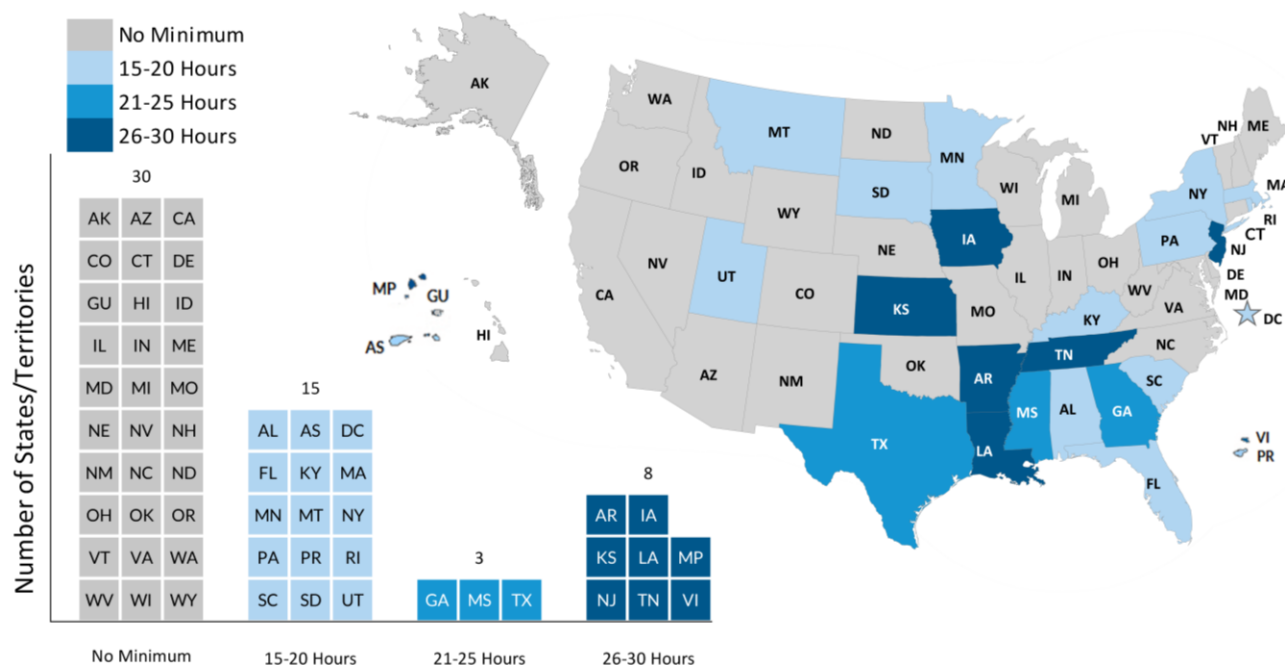 No Minimum
15-20 Hours
21-25 Hours
26-30 Hours
Number of States/Territories
30
AK AZ CA
CO CT DE
GU HI ID
IL IN ME
MD MI MO
NE NV NH
NM NC ND
OH OK OR
VT VA WA
WV WI WY
No Minimum
15
AL AS DC
FL KY MA
MN MT NY
PA PR RI
SC SD UT
15-20 Hours
3
GA MS TX
21-25 Hours
8
AR IA
KS LA MP
NJ TN VI
26-30 Hours
AK
WA
MT
ND
MN
VT
NH
ME
OR
ID
WY
SD
WI
MI
NY
MA
RI
CT
NV
UT
CO
NE
IA
IL
IN
OH
PA
NJ
DE
MD
DC
WV
VA
CA
KS
MO
KY
NC
TN
SC
AZ
NM
OK
AR
MS
AL
GA
TX
LA
FL
MP
GU
HI
AS
VI
PR